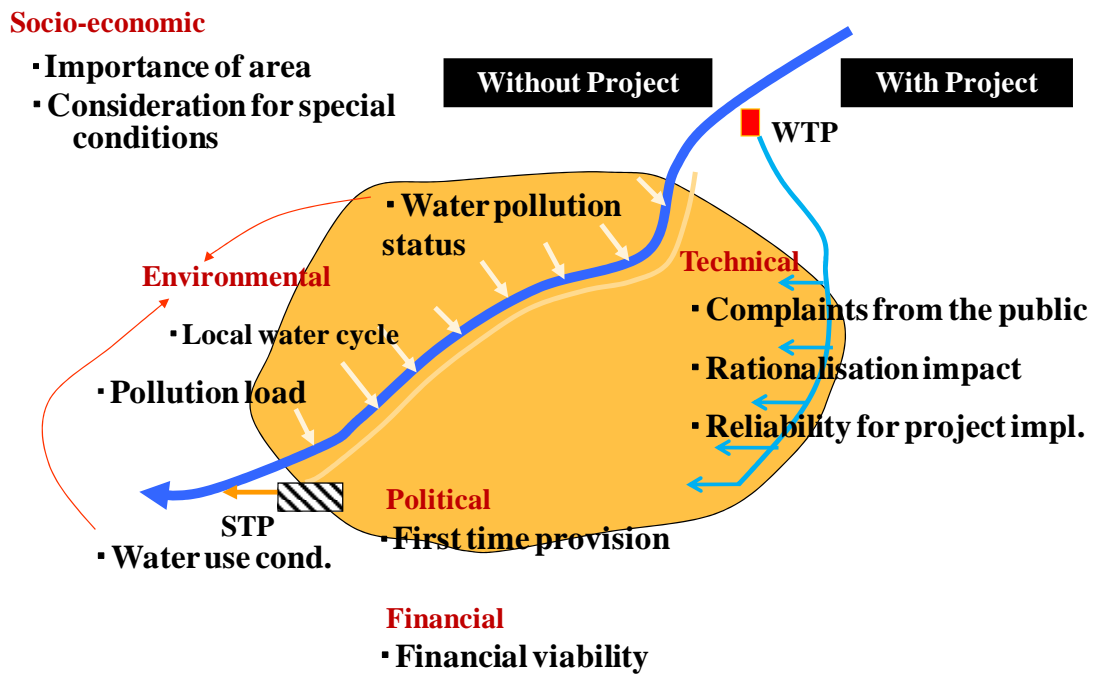 Socio-economic
▪Importance of area
▪Consideration for special
conditions
Without Project
With Project
WTP
▪Water pollution
status
Environmental
Technical
▪Complaints from the public
▪Local water cycle
▪Rationalisation impact
▪Pollution load
▪Reliability for project impl.
Political
STP
▪First time provision
▪Water use cond.
Financial
▪Financial viability